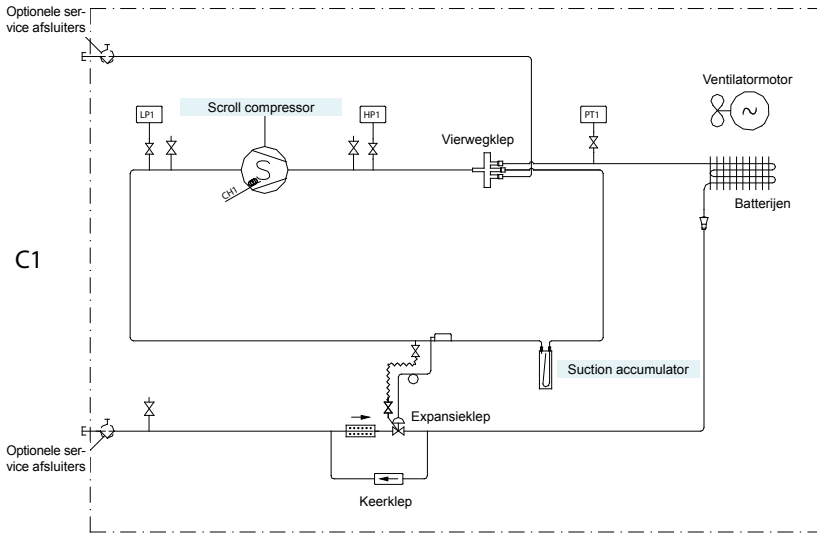 Optionele ser-
vice afsluiters
Scroll compressor
Ventilatormotor
LP1
HP1
PT1
Vierwegklep
CH1
Batterijen
C1
Suction accumulator
Expansieklep
Optionele ser-
vice afsluiters
Keerklep